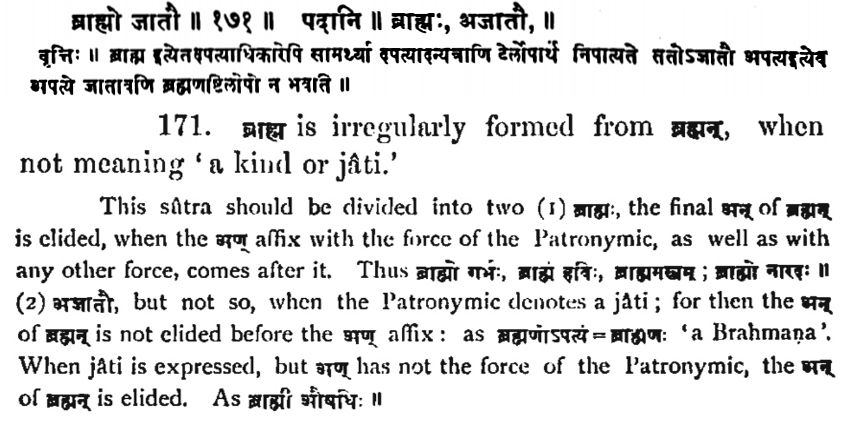 ब्राह्मो जातौ ॥ १७१ ॥ पदानि ॥ ब्राह्मः, अजातौ, ॥
वृत्तिः ॥ ब्राह्म इत्येतदपत्याधिकारेपि सामर्थ्या दपत्यादन्यत्राणि टिलोपार्थं निपात्यते ततोऽजातौ अपत्यइत्येव
अपत्ये जातावणि ब्रह्मणष्टिलोपो न भवति ॥
171. ब्राह्म is irregularly formed from ब्रह्मन्, when
not meaning ‘a kind or jâti.’
This sûtra should be divided into two (1) ब्राह्मः, the final अन् of ब्रह्मन्
is elided, when the अण् affix with the force of the Patronymic, as well as with
any other force, comes after it. Thus ब्राह्मो गर्भः, ब्राह्मं हविः, ब्राह्ममस्त्रम् ; ब्राह्मो नारदः ॥
(2) अजातौ, but not so, when the Patronymic denotes a jâti ; for then the अन्
of ब्रह्मन् is not elided before the अण् affix : as ब्रह्मणोऽपत्यं = ब्राह्मणः ‘a Brahmaṇa’.
When jâti is expressed, but अण् has not the force of the Patronymic, the अन्
of ब्रह्मन् is elided. As ब्राह्मी औषधिः ॥